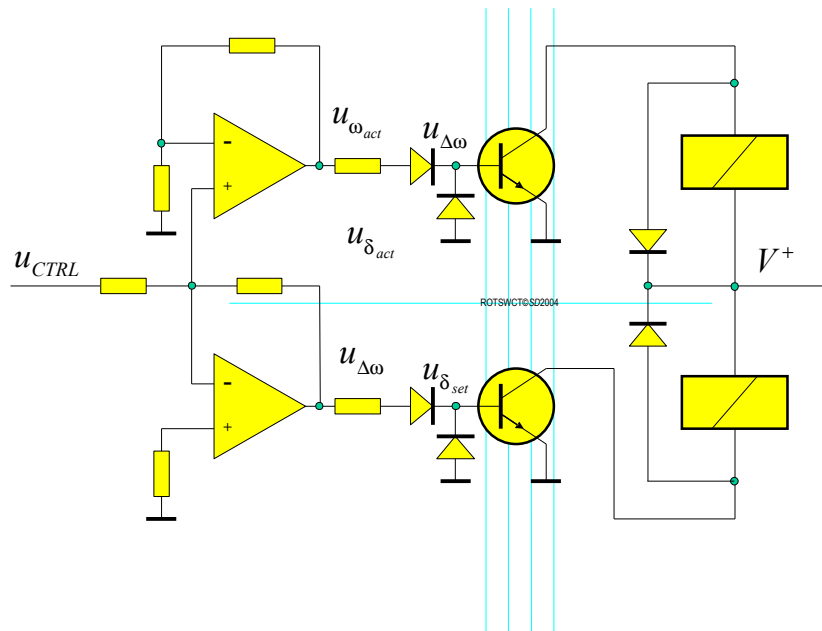 u_ω_act
u_Δω
-
+
u_δ_act
u_CTRL
V⁺
ROTSWCT©SD2004
u_Δω
u_δ_set
-
+